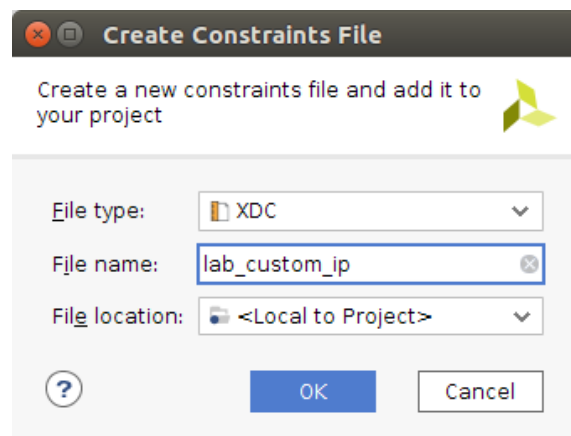 Create Constraints File
Create a new constraints file and add it to
your project
File type: XDC
File name: lab_custom_ip
File location: <Local to Project>
? OK Cancel